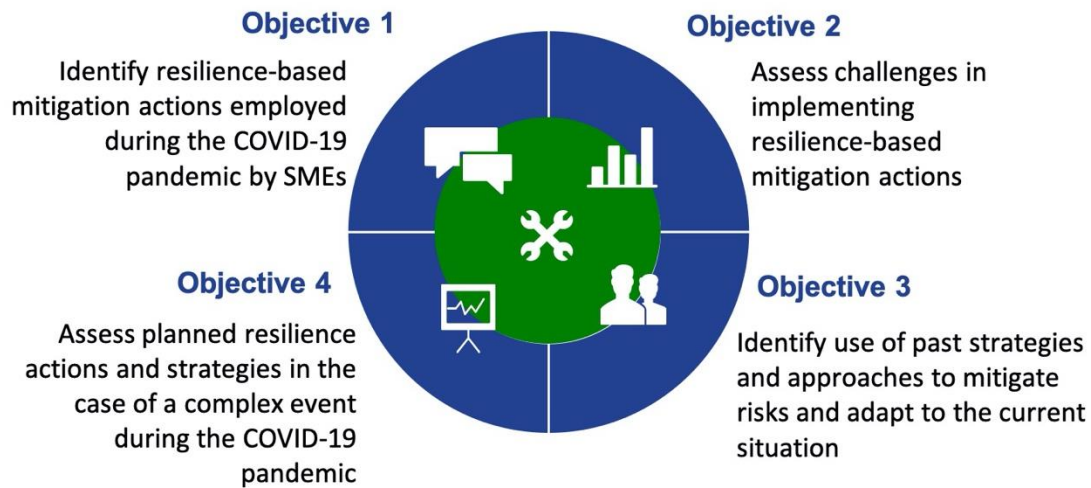 Objective 1
Identify resilience-based
mitigation actions employed
during the COVID-19
pandemic by SMEs
Objective 2
Assess challenges in
implementing
resilience-based
mitigation actions
Objective 3
Identify use of past strategies
and approaches to mitigate
risks and adapt to the current
situation
Objective 4
Assess planned resilience
actions and strategies in the
case of a complex event
during the COVID-19
pandemic